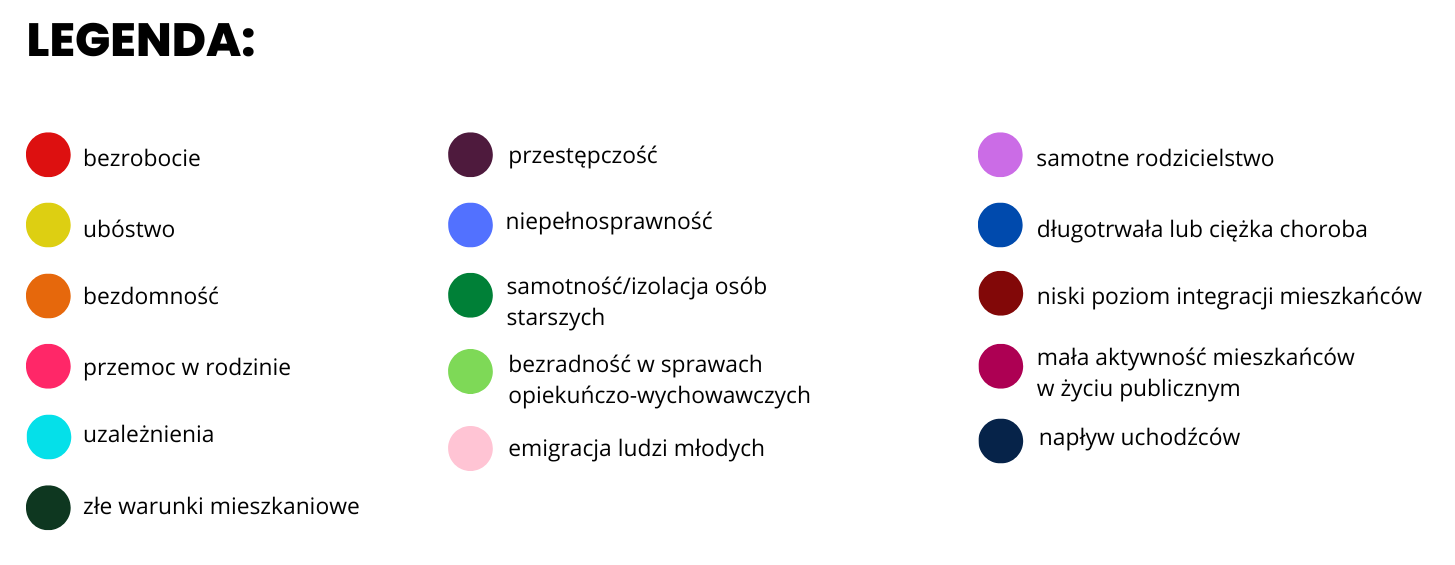 LEGENDA:
bezrobocie
ubóstwo
bezdomność
przemoc w rodzinie
uzależnienia
złe warunki mieszkaniowe
przestępczość
niepełnosprawność
samotność/izolacja osób
starszych
bezradność w sprawach
opiekuńczo-wychowawczych
emigracja ludzi młodych
samotne rodzicielstwo
długotrwała lub ciężka choroba
niski poziom integracji mieszkańców
mała aktywność mieszkańców
w życiu publicznym
napływ uchodźców